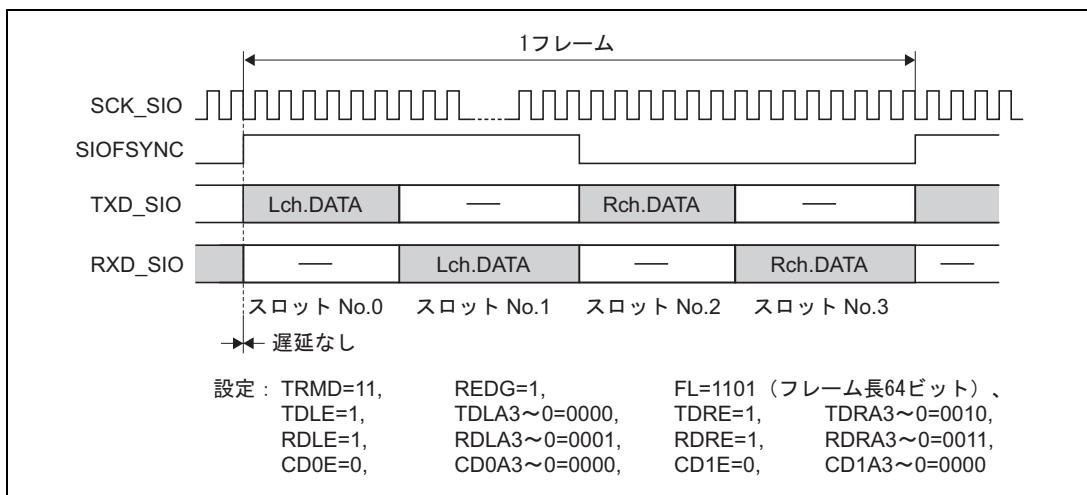 1フレーム
SCK_SIO
SIOFSYNC
TXD_SIO Lch.DATA — Rch.DATA —
RXD_SIO — Lch.DATA — Rch.DATA —
スロット No.0 スロット No.1 スロット No.2 スロット No.3
遅延なし
設定： TRMD=11, REDG=1, FL=1101（フレーム長64ビット）、
TDLE=1, TDLA3～0=0000, TDRE=1, TDRA3～0=0010,
RDLE=1, RDLA3～0=0001, RDRE=1, RDRA3～0=0011,
CD0E=0, CD0A3～0=0000, CD1E=0, CD1A3～0=0000